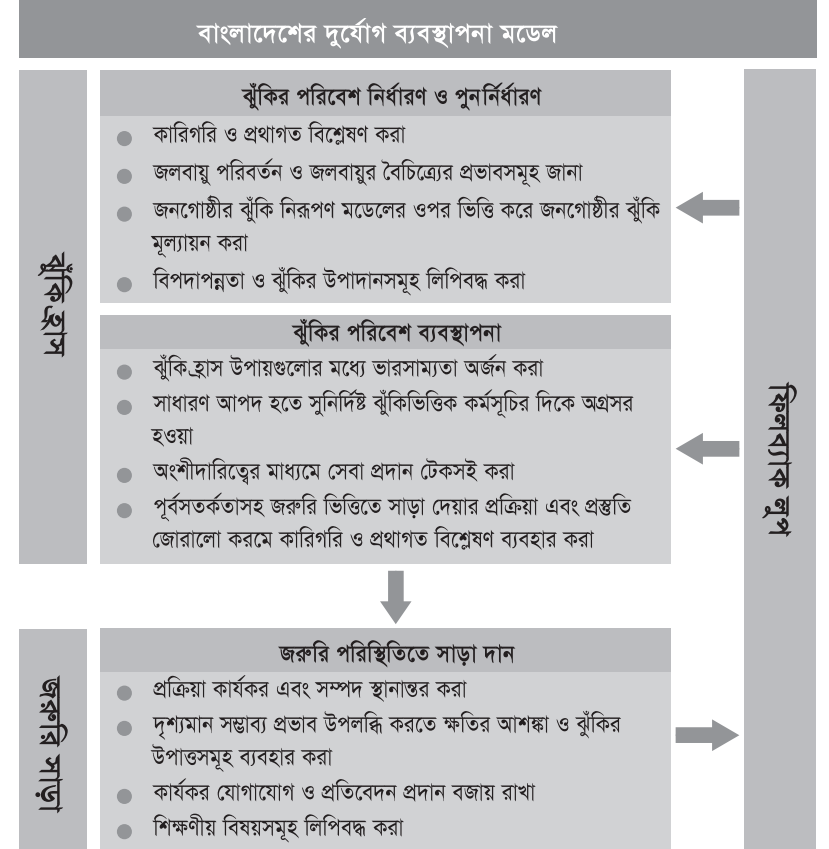 বাংলাদেশের দুর্যোগ ব্যবস্থাপনা মডেল
ঝুঁকি হ্রাস
ঝুঁকির পরিবেশ নির্ধারণ ও পুনর্নির্ধারণ
কারিগরি ও প্রথাগত বিশ্লেষণ করা
জলবায়ু পরিবর্তন ও জলবায়ুর বৈচিত্র্যের প্রভাবসমূহ জানা
জনগোষ্ঠীর ঝুঁকি নিরূপণ মডেলের ওপর ভিত্তি করে জনগোষ্ঠীর ঝুঁকি
মূল্যায়ন করা
বিপদাপন্নতা ও ঝুঁকির উপাদানসমূহ লিপিবদ্ধ করা
ঝুঁকির পরিবেশ ব্যবস্থাপনা
ঝুঁকি হ্রাস উপায়গুলোর মধ্যে ভারসাম্যতা অর্জন করা
সাধারণ আপদ হতে সুনির্দিষ্ট ঝুঁকিভিত্তিক কর্মসূচির দিকে অগ্রসর
হওয়া
অংশীদারিত্বের মাধ্যমে সেবা প্রদান টেকসই করা
পূর্বসতর্কতাসহ জরুরি ভিত্তিতে সাড়া দেয়ার প্রক্রিয়া এবং প্রস্তুতি
জোরালো করমে কারিগরি ও প্রথাগত বিশ্লেষণ ব্যবহার করা
জরুরি সাড়া
জরুরি পরিস্থিতিতে সাড়া দান
প্রক্রিয়া কার্যকর এবং সম্পদ স্থানান্তর করা
দৃশ্যমান সম্ভাব্য প্রভাব উপলব্ধি করতে ক্ষতির আশঙ্কা ও ঝুঁকির
উপাত্তসমূহ ব্যবহার করা
কার্যকর যোগাযোগ ও প্রতিবেদন প্রদান বজায় রাখা
শিক্ষণীয় বিষয়সমূহ লিপিবদ্ধ করা
ফিলব্যাক লুপ